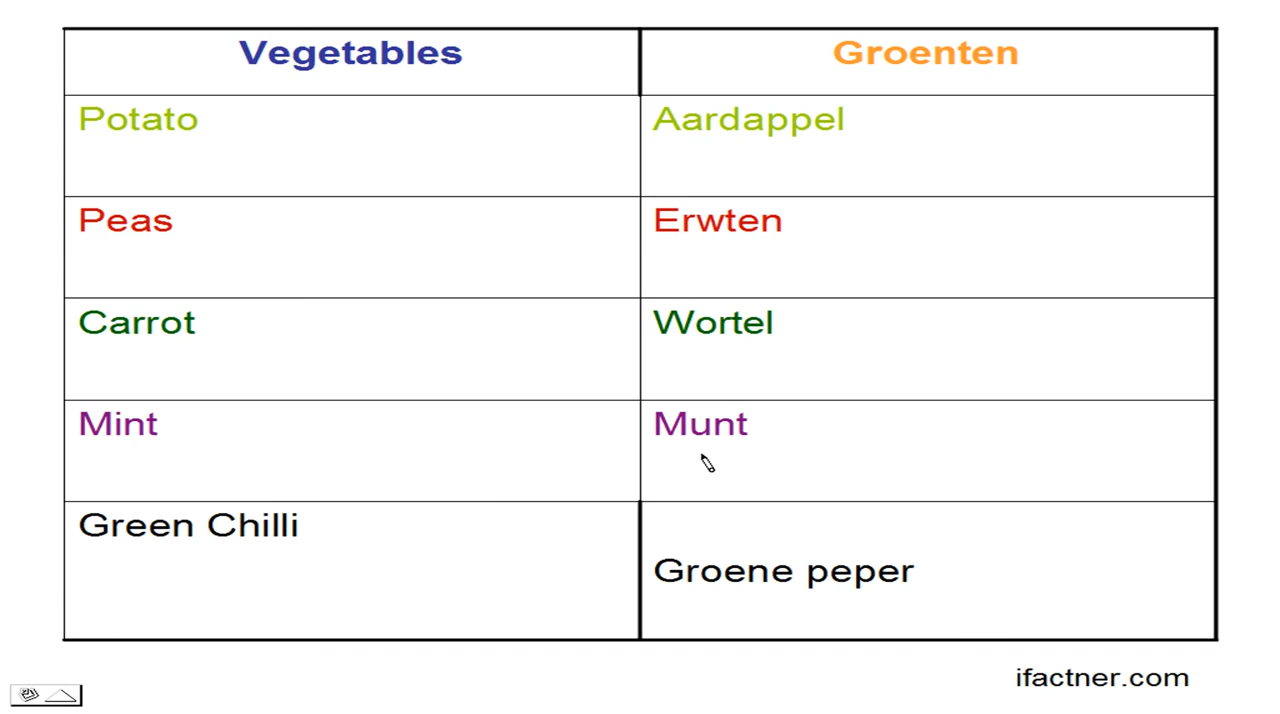 Vegetables Groenten
Potato Aardappel
Peas Erwten
Carrot Wortel
Mint Munt
Green Chilli
Groene peper
ifactner.com